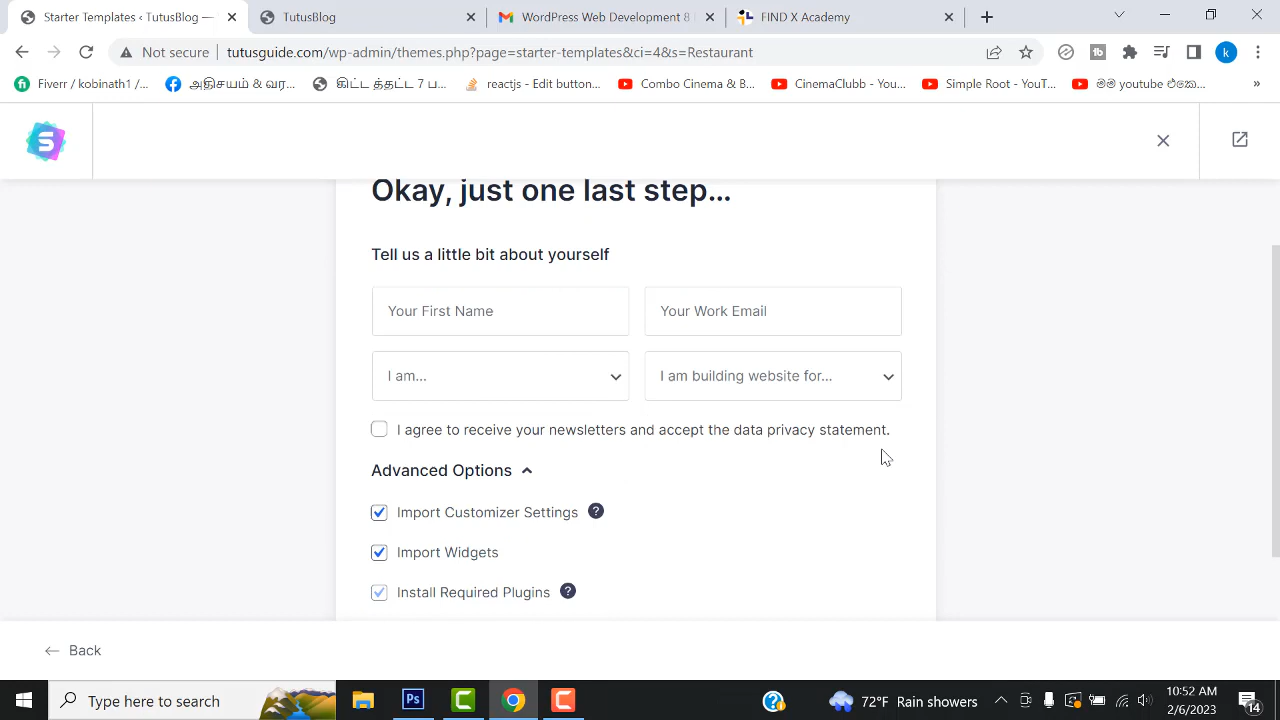 Starter Templates ‹ TutusBlog —
TutusBlog
WordPress Web Development 8
FIND X Academy
Not secure
tutusguide.com/wp-admin/themes.php?page=starter-templates&ci=4&s=Restaurant
Fiverr / kobinath1 /...
அதிசயம் & வர...
கிட்டத்தட்ட 7 ப...
reactjs - Edit button...
Combo Cinema & B...
CinemaClubb - You...
Simple Root - YouT...
මම youtube එකෙ...
»
Okay, just one last step...
Tell us a little bit about yourself
Your First Name
Your Work Email
I am...
I am building website for...
I agree to receive your newsletters and accept the data privacy statement.
Advanced Options
Import Customizer Settings ?
Import Widgets
Install Required Plugins ?
Back
Type here to search
72°F Rain showers
10:52 AM
2/6/2023
14